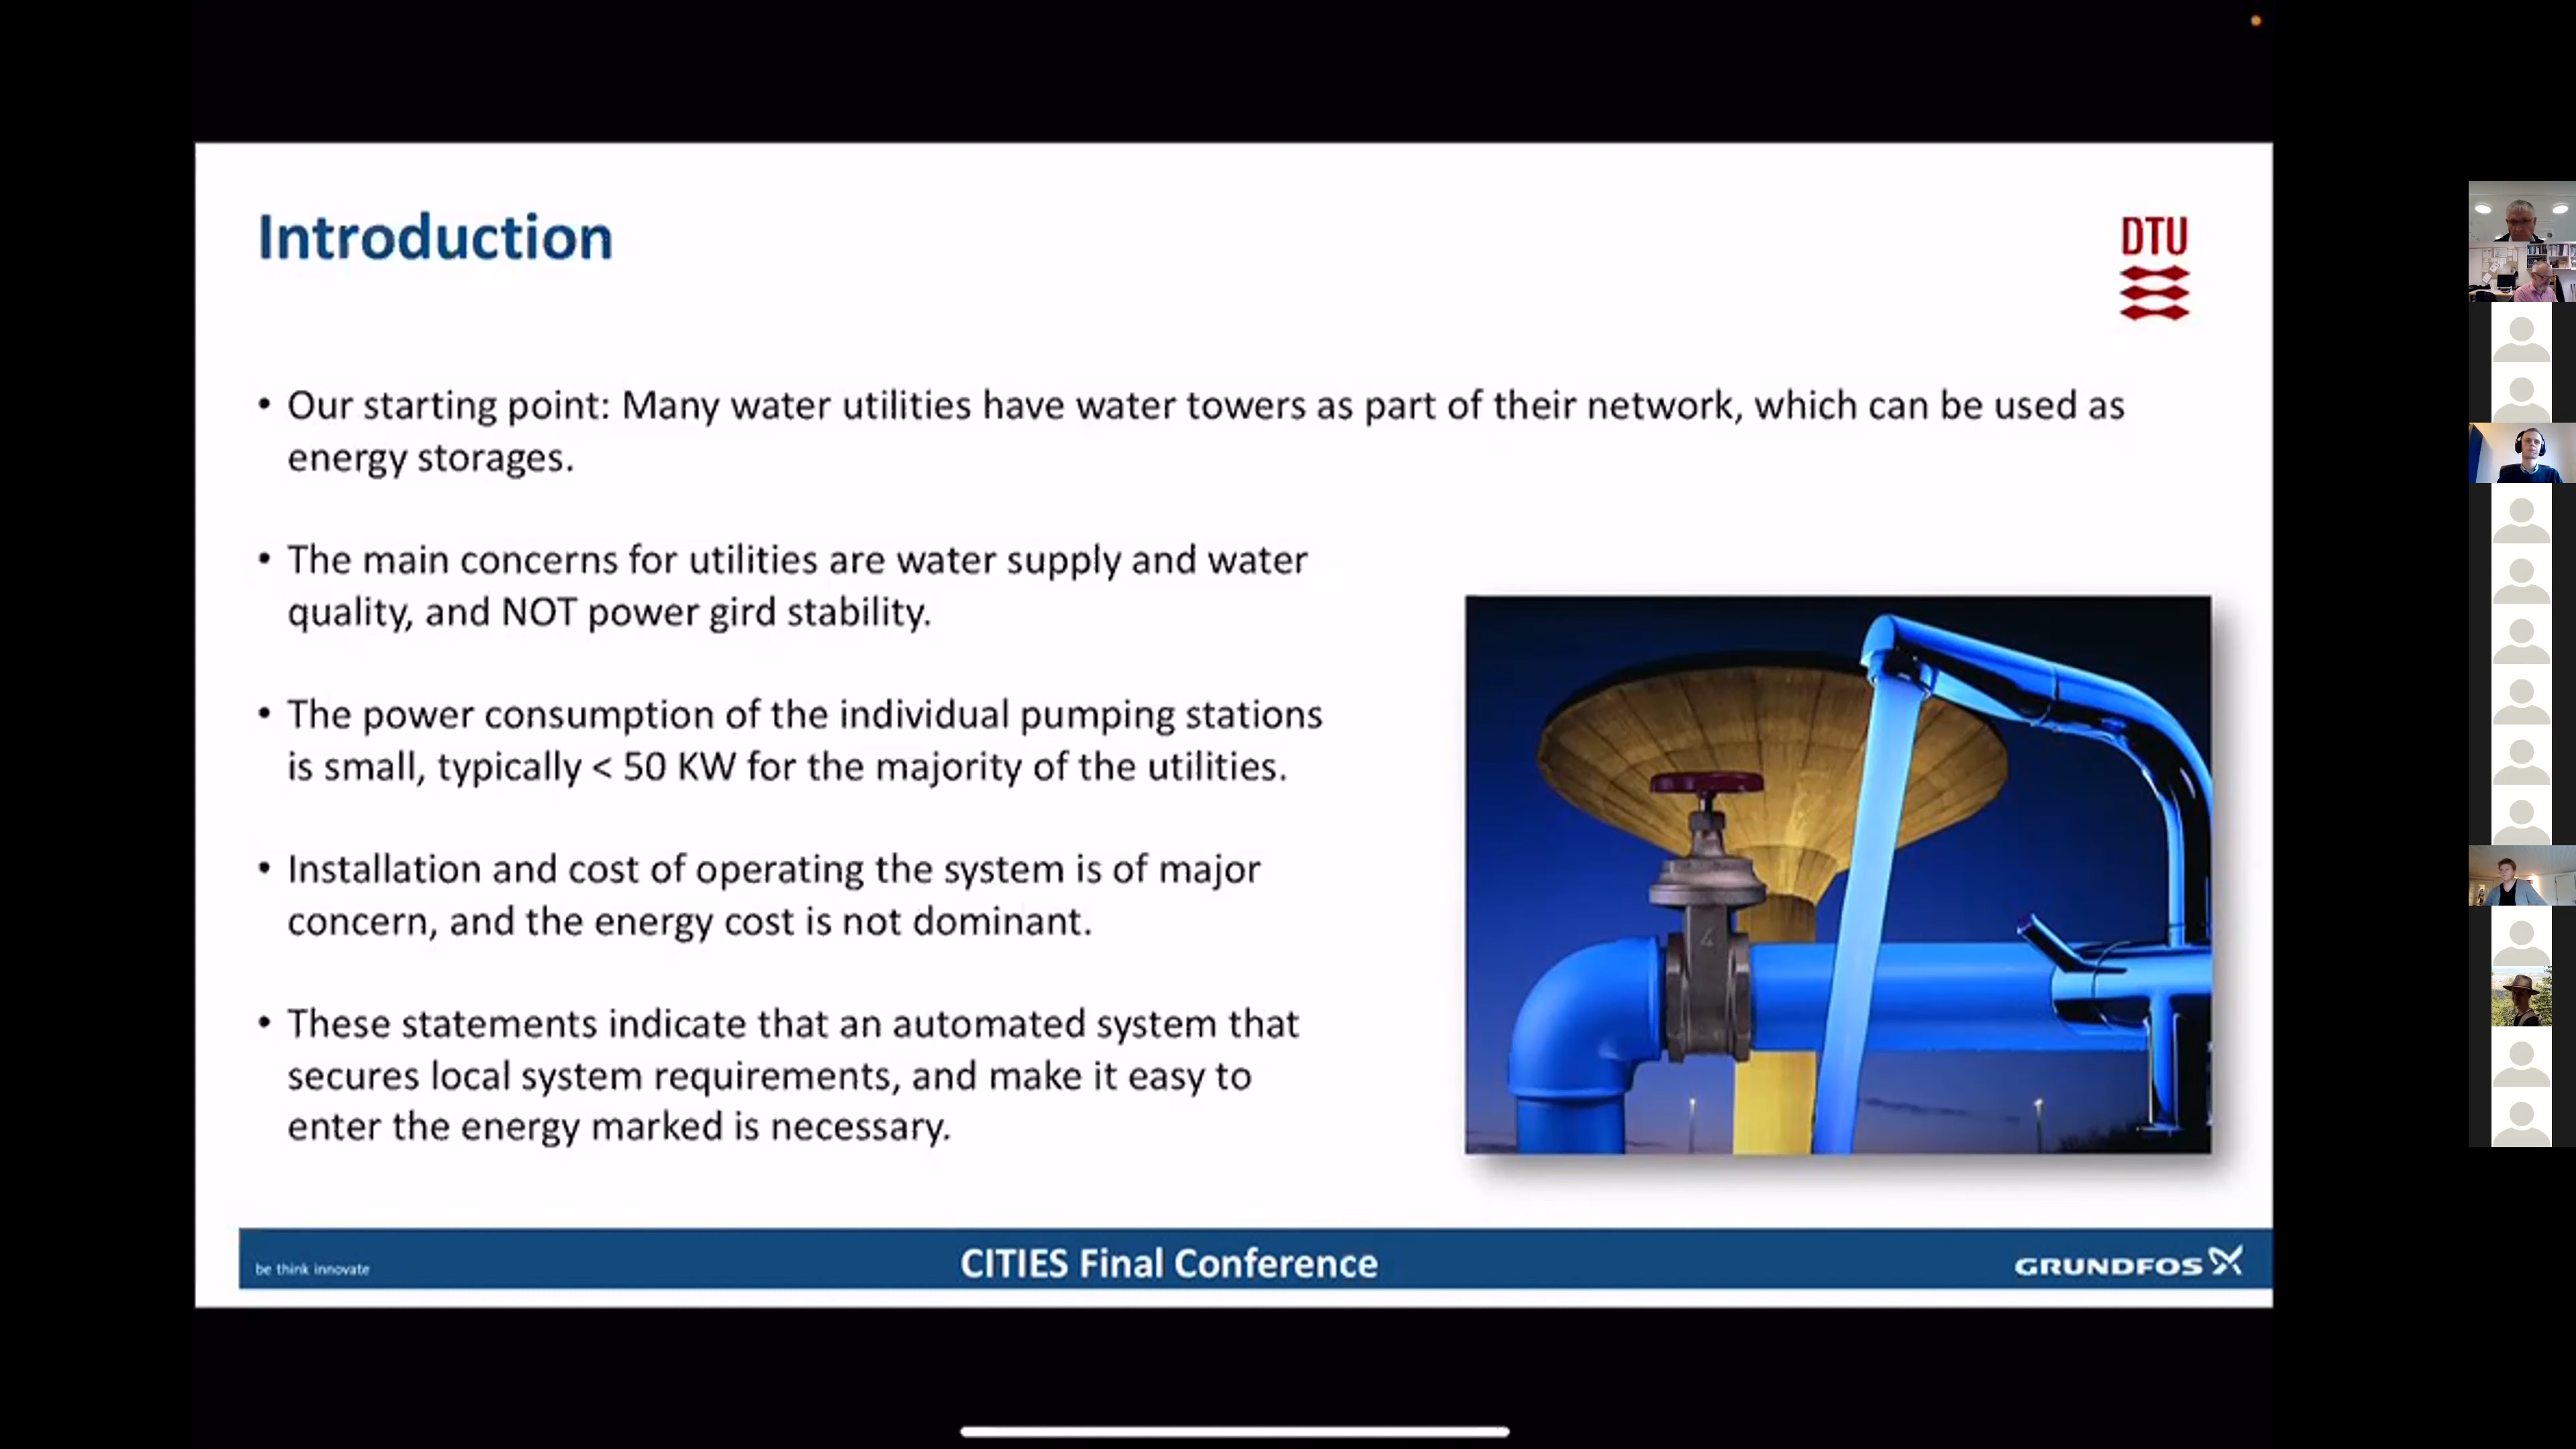 Introduction
DTU
• Our starting point: Many water utilities have water towers as part of their network, which can be used as
energy storages.
• The main concerns for utilities are water supply and water
quality, and NOT power gird stability.
• The power consumption of the individual pumping stations
is small, typically < 50 KW for the majority of the utilities.
• Installation and cost of operating the system is of major
concern, and the energy cost is not dominant.
• These statements indicate that an automated system that
secures local system requirements, and make it easy to
enter the energy marked is necessary.
4
be think innovate
CITIES Final Conference
GRUNDFOS